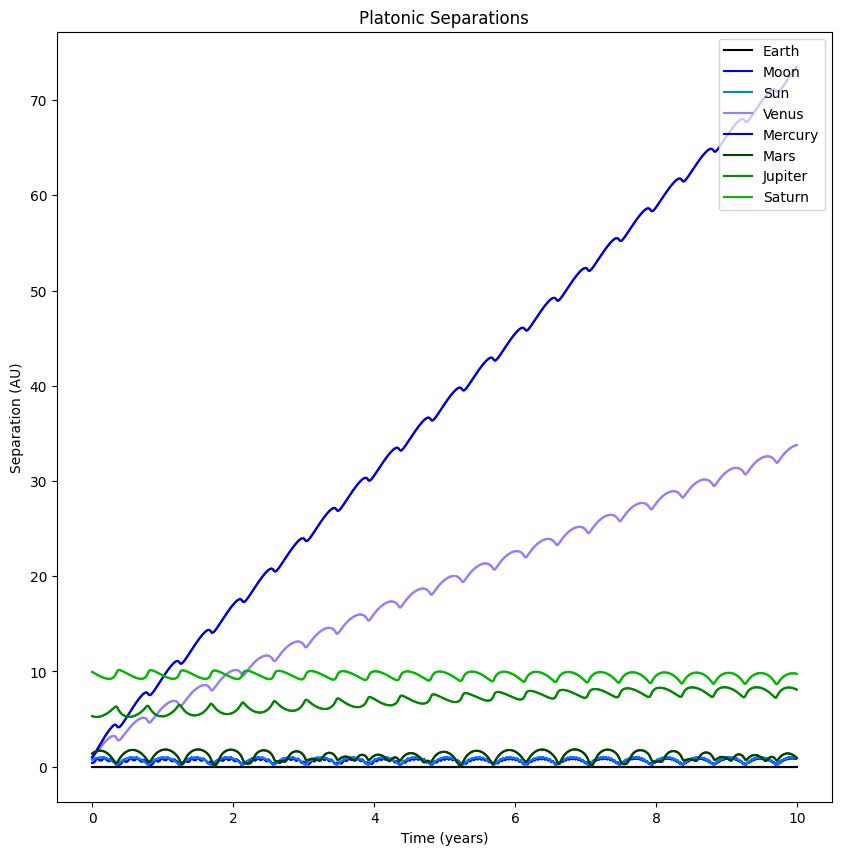 Platonic Separations
Earth
Moon
Sun
Venus
Mercury
Mars
Jupiter
Saturn
Separation (AU)
70
60
50
40
30
20
10
0
0 2 4 6 8 10
Time (years)